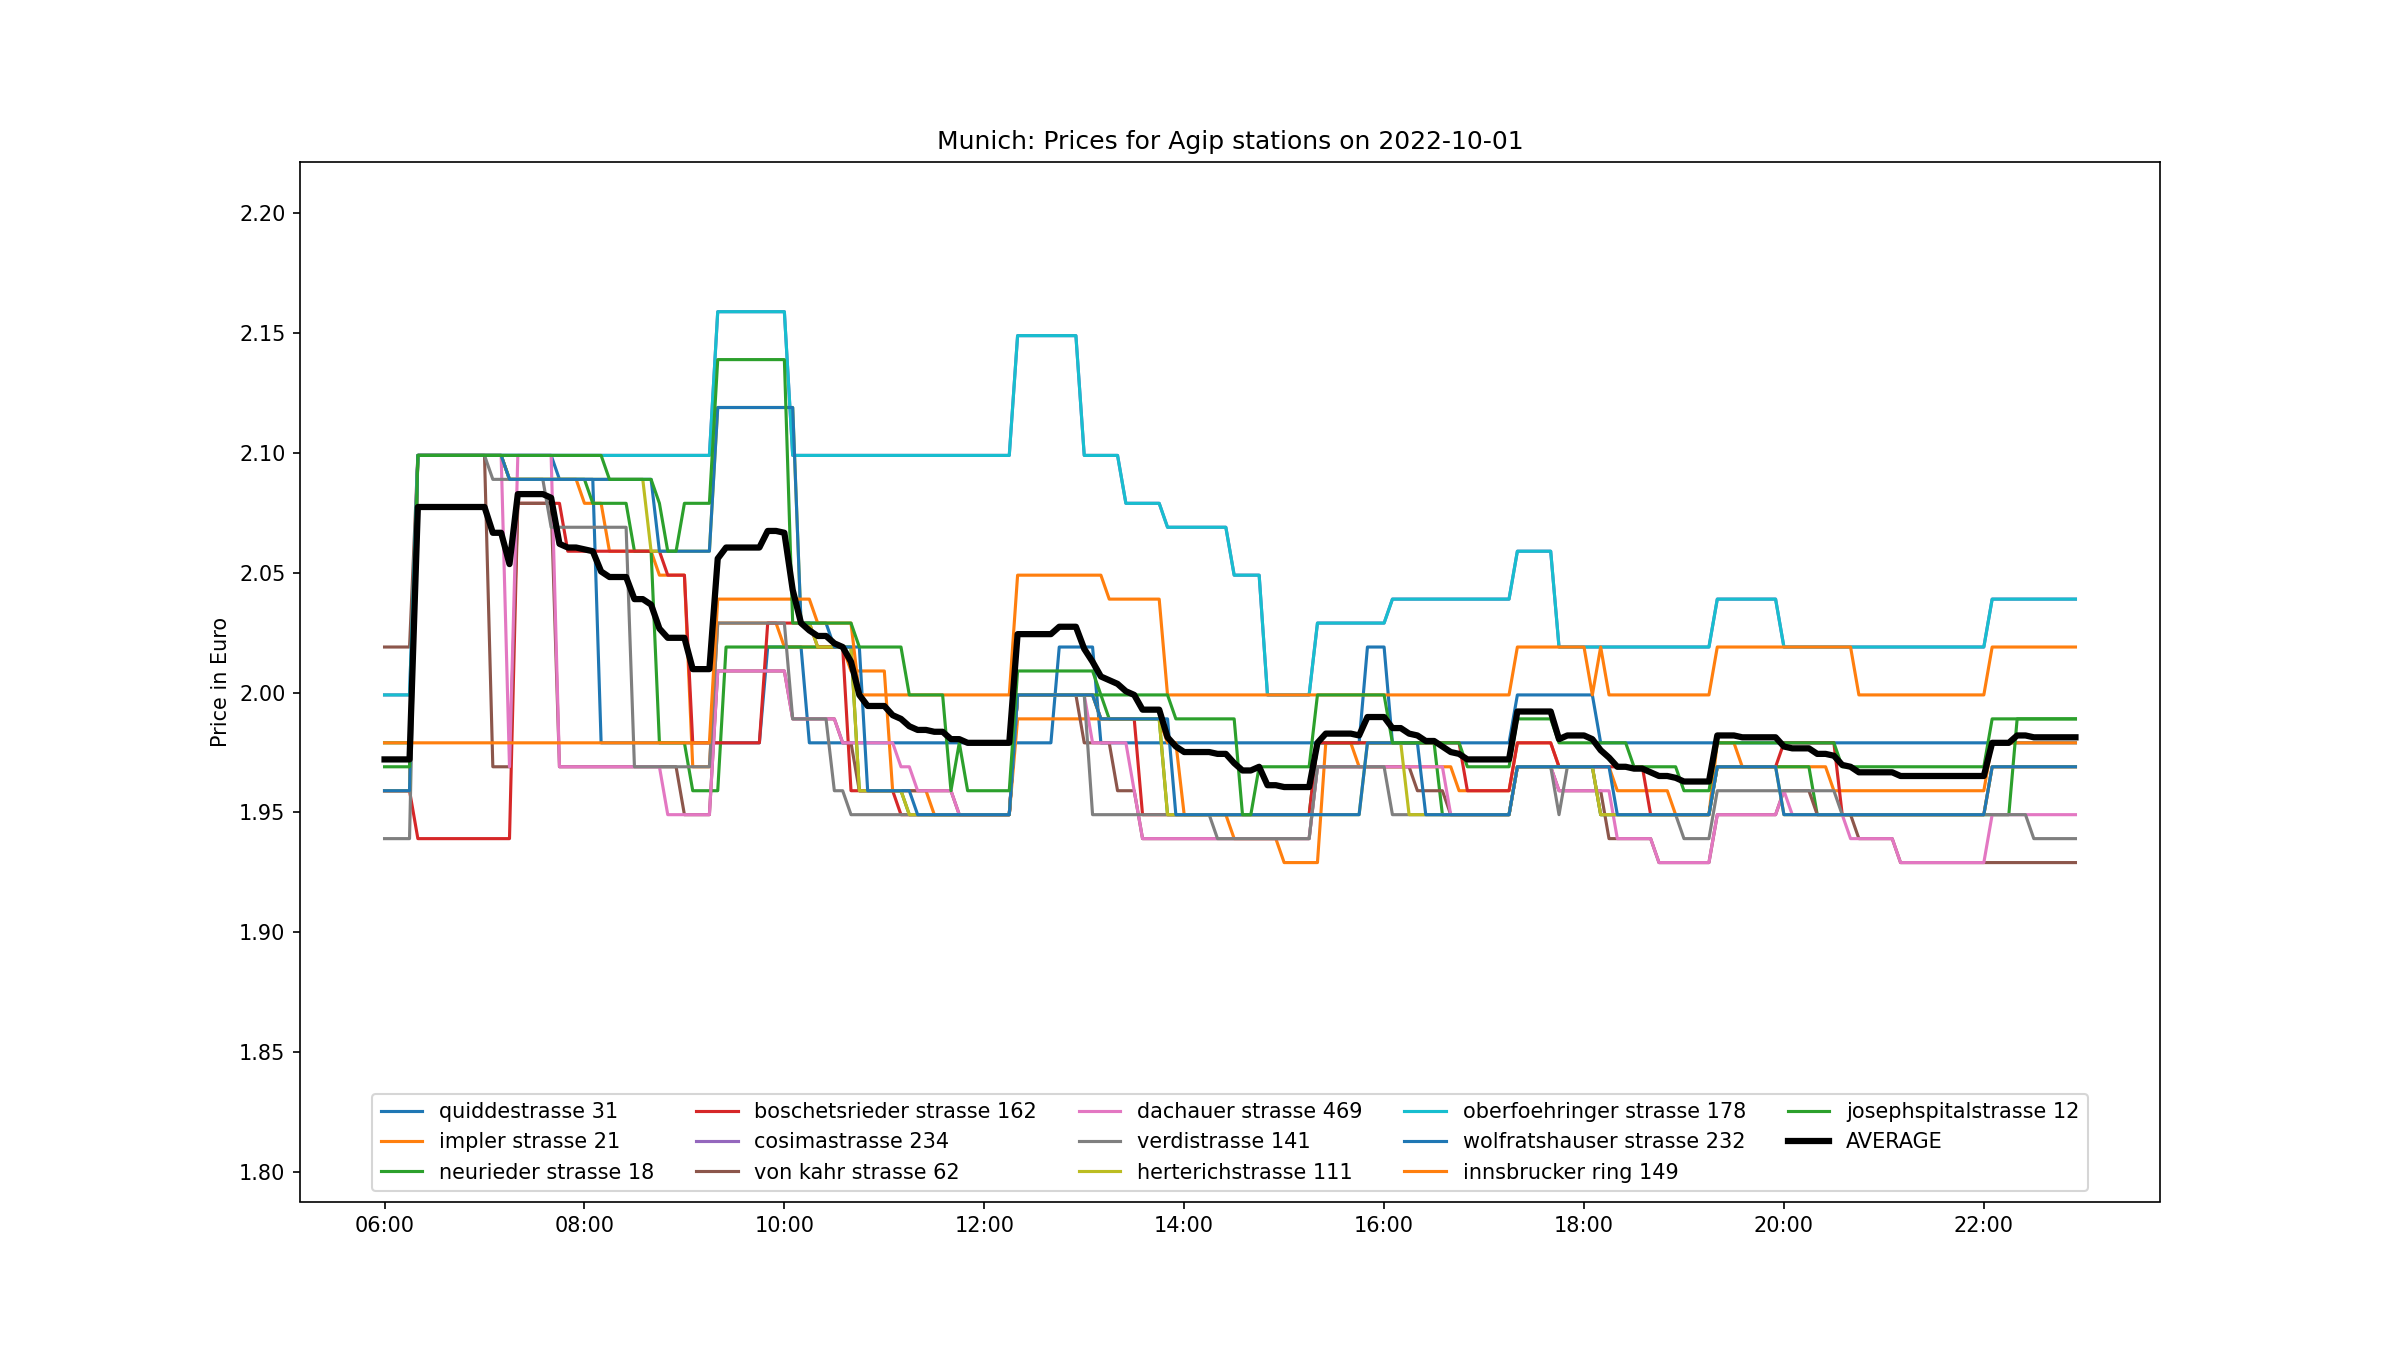 Munich: Prices for Agip stations on 2022-10-01
Price in Euro
2.20
2.15
2.10
2.05
2.00
1.95
1.90
1.85
1.80
quiddestrasse 31
impler strasse 21
neurieder strasse 18
boschetsrieder strasse 162
cosimastrasse 234
von kahr strasse 62
dachauer strasse 469
verdistrasse 141
herterichstrasse 111
oberfoehringer strasse 178
wolfratshauser strasse 232
innsbrucker ring 149
josephspitalstrasse 12
AVERAGE
06:00 08:00 10:00 12:00 14:00 16:00 18:00 20:00 22:00